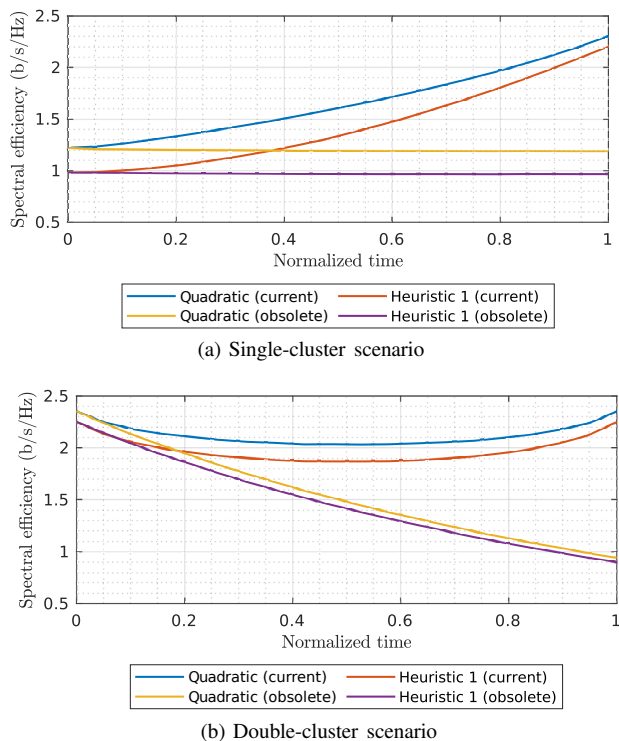 2.5
2
1.5
1
0.5
Spectral efficiency (b/s/Hz)
0 0.2 0.4 0.6 0.8 1
Normalized time
Quadratic (current) Heuristic 1 (current)
Quadratic (obsolete) Heuristic 1 (obsolete)
(a) Single-cluster scenario
2.5
2
1.5
1
0.5
Spectral efficiency (b/s/Hz)
0 0.2 0.4 0.6 0.8 1
Normalized time
Quadratic (current) Heuristic 1 (current)
Quadratic (obsolete) Heuristic 1 (obsolete)
(b) Double-cluster scenario